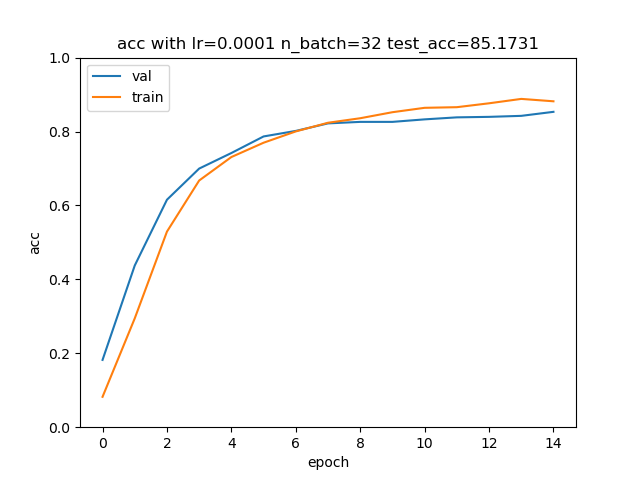 acc with lr=0.0001 n_batch=32 test_acc=85.1731
val
train
1.0
0.8
0.6
0.4
0.2
0.0
acc
0 2 4 6 8 10 12 14
epoch